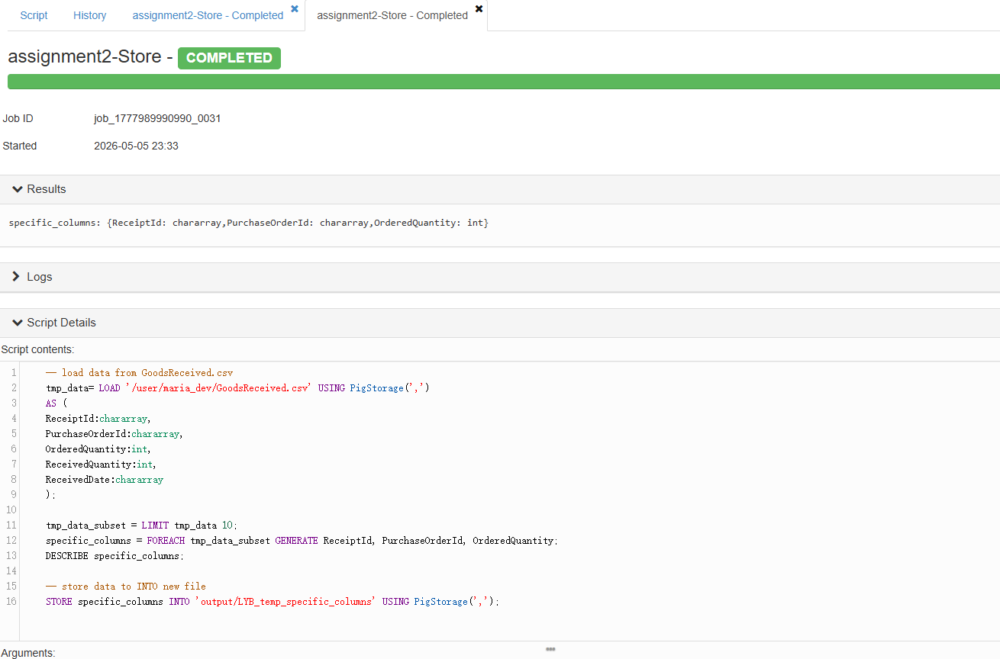 Script History assignment2-Store - Completed ✖ assignment2-Store - Completed ✖
assignment2-Store - COMPLETED
Job ID job_1777989990990_0031
Started 2026-05-05 23:33
Results
specific_columns: {ReceiptId: chararray,PurchaseOrderId: chararray,OrderedQuantity: int}
Logs
Script Details
Script contents:
1 -- load data from GoodsReceived.csv
2 tmp_data= LOAD '/user/maria_dev/GoodsReceived.csv' USING PigStorage(',')
3 AS (
4 ReceiptId:chararray,
5 PurchaseOrderId:chararray,
6 OrderedQuantity:int,
7 ReceivedQuantity:int,
8 ReceivedDate:chararray
9 );
10
11 tmp_data_subset = LIMIT tmp_data 10;
12 specific_columns = FOREACH tmp_data_subset GENERATE ReceiptId, PurchaseOrderId, OrderedQuantity;
13 DESCRIBE specific_columns;
14
15 -- store data to INTO new file
16 STORE specific_columns INTO 'output/LYB_temp_specific_columns' USING PigStorage(',');
Arguments: